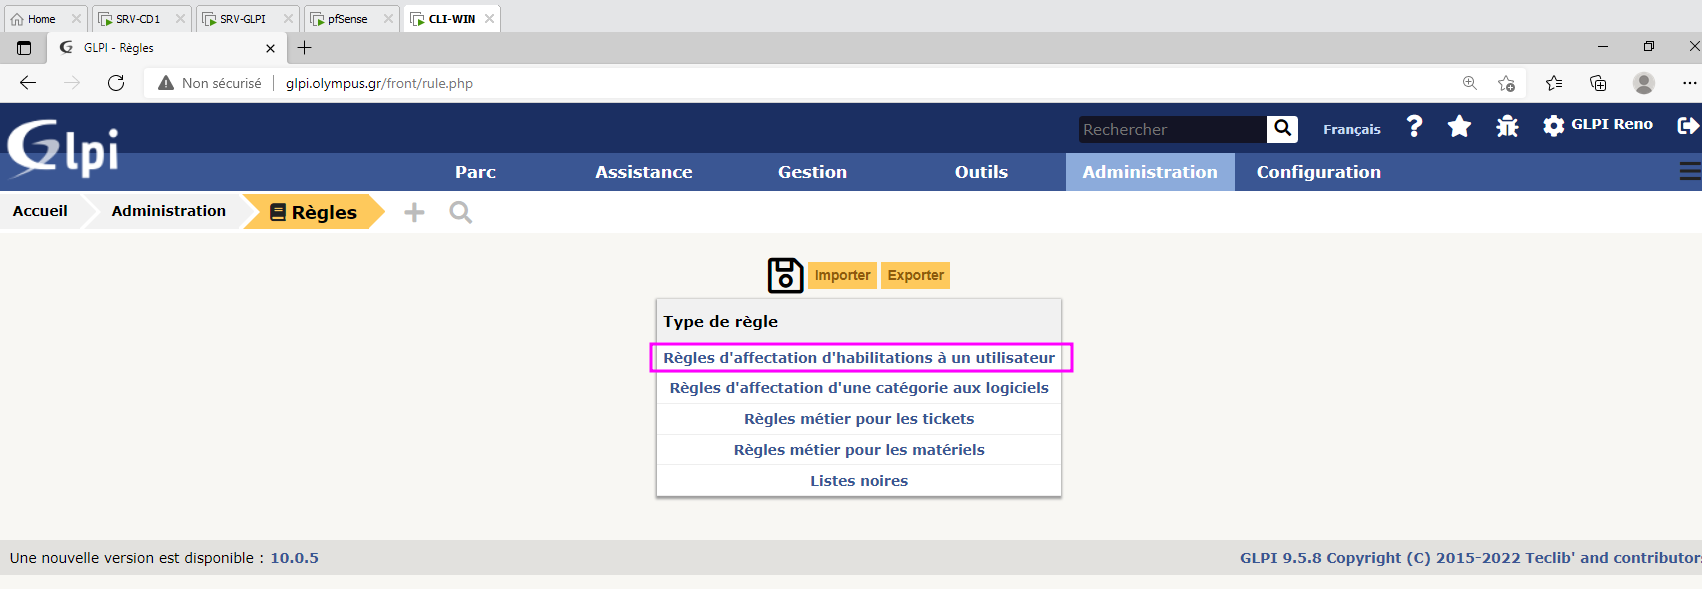 Home SRV-CD1 SRV-GLPI pfSense CLI-WIN
GLPI - Règles
Non sécurisé glpi.olympus.gr/front/rule.php
Glpi
Rechercher Français GLPI Reno
Parc Assistance Gestion Outils Administration Configuration
Accueil Administration Règles
Importer Exporter
Type de règle
Règles d'affectation d'habilitations à un utilisateur
Règles d'affectation d'une catégorie aux logiciels
Règles métier pour les tickets
Règles métier pour les matériels
Listes noires
Une nouvelle version est disponible : 10.0.5 GLPI 9.5.8 Copyright (C) 2015-2022 Teclib' and contributors